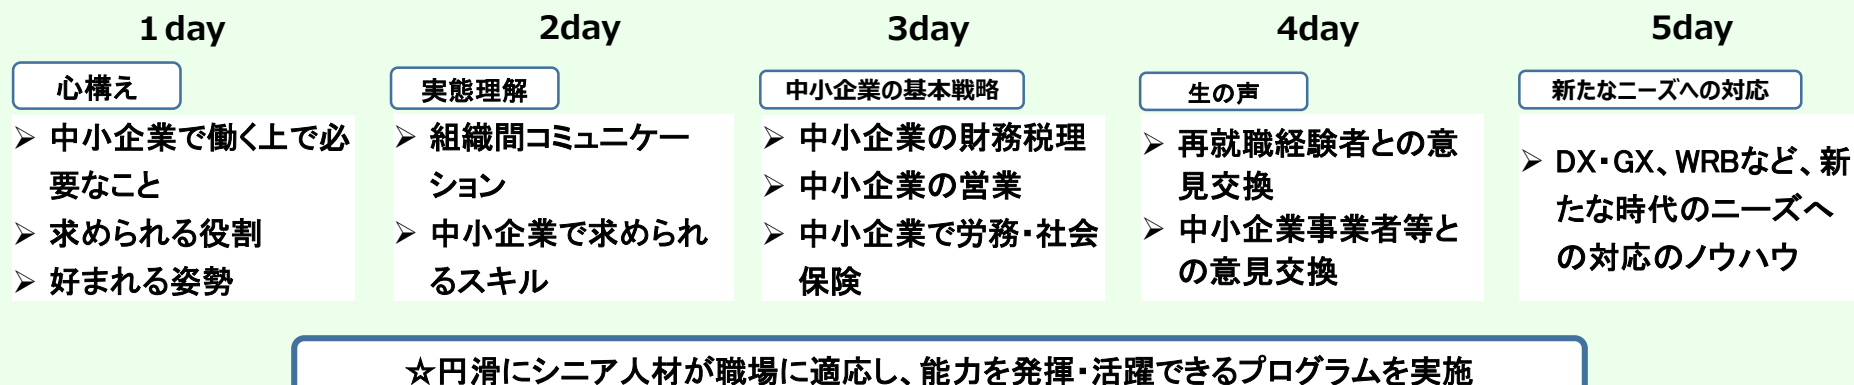 1 day
心構え
➢ 中小企業で働く上で必
要なこと
➢ 求められる役割
➢ 好まれる姿勢
2day
実態理解
➢ 組織間コミュニケー
ション
➢ 中小企業で求められ
るスキル
3day
中小企業の基本戦略
➢ 中小企業の財務税理
➢ 中小企業の営業
➢ 中小企業で労務・社会
保険
4day
生の声
➢ 再就職経験者との意
見交換
➢ 中小企業事業者等と
の意見交換
5day
新たなニーズへの対応
➢ DX・GX、WRBなど、新
たな時代のニーズへ
の対応のノウハウ
☆円滑にシニア人材が職場に適応し、能力を発揮・活躍できるプログラムを実施